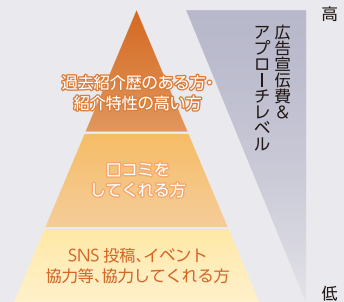 高
過去紹介歴のある方・
紹介特性の高い方
口コミを
してくれる方
SNS 投稿、イベント
協力等、協力してくれる方
広告宣伝費&
アプローチレベル
低